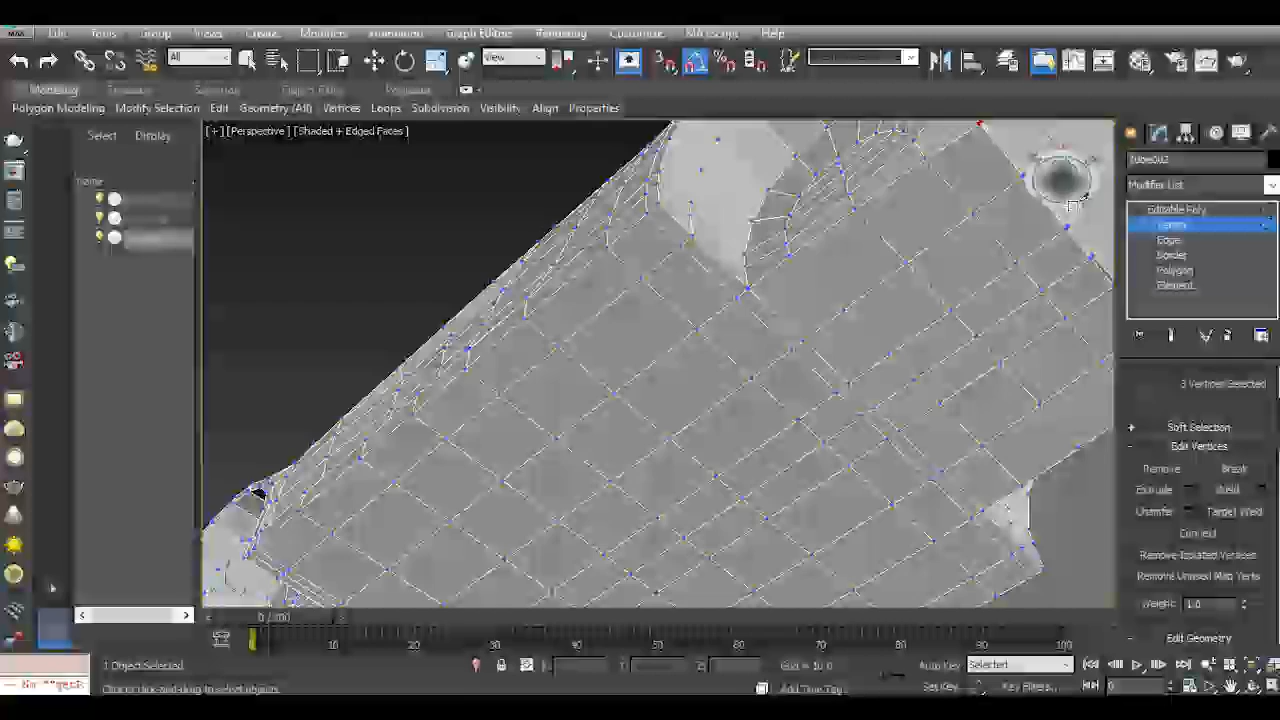 Edit Tools Group Views Create Modifiers Animation Graph Editors Rendering Customize MAXScript Help
All View
Modeling
Polygon Modeling Modify Selection Edit Geometry (All) Vertices Loops Subdivision Visibility Align Properties
Select Display
[+] [Perspective] [Shaded + Edged Faces]
Tube002
Name
Modifier List
Editable Poly
Vertex
Edge
Border
Polygon
Element
3 Vertices Selected
Soft Selection
Edit Vertices
Remove Break
Extrude Weld
Chamfer Target Weld
Connect
Remove Isolated Vertices
Remove Unused Map Verts
Weight: 1.0
Edit Geometry
0 / 100
10 20 30 40 50 60 70 80 90 100
1 Object Selected
Grid = 10.0
Auto Key Selected
Click or click-and-drag to select objects
Add Time Tag
Set Key Key Filters... 0